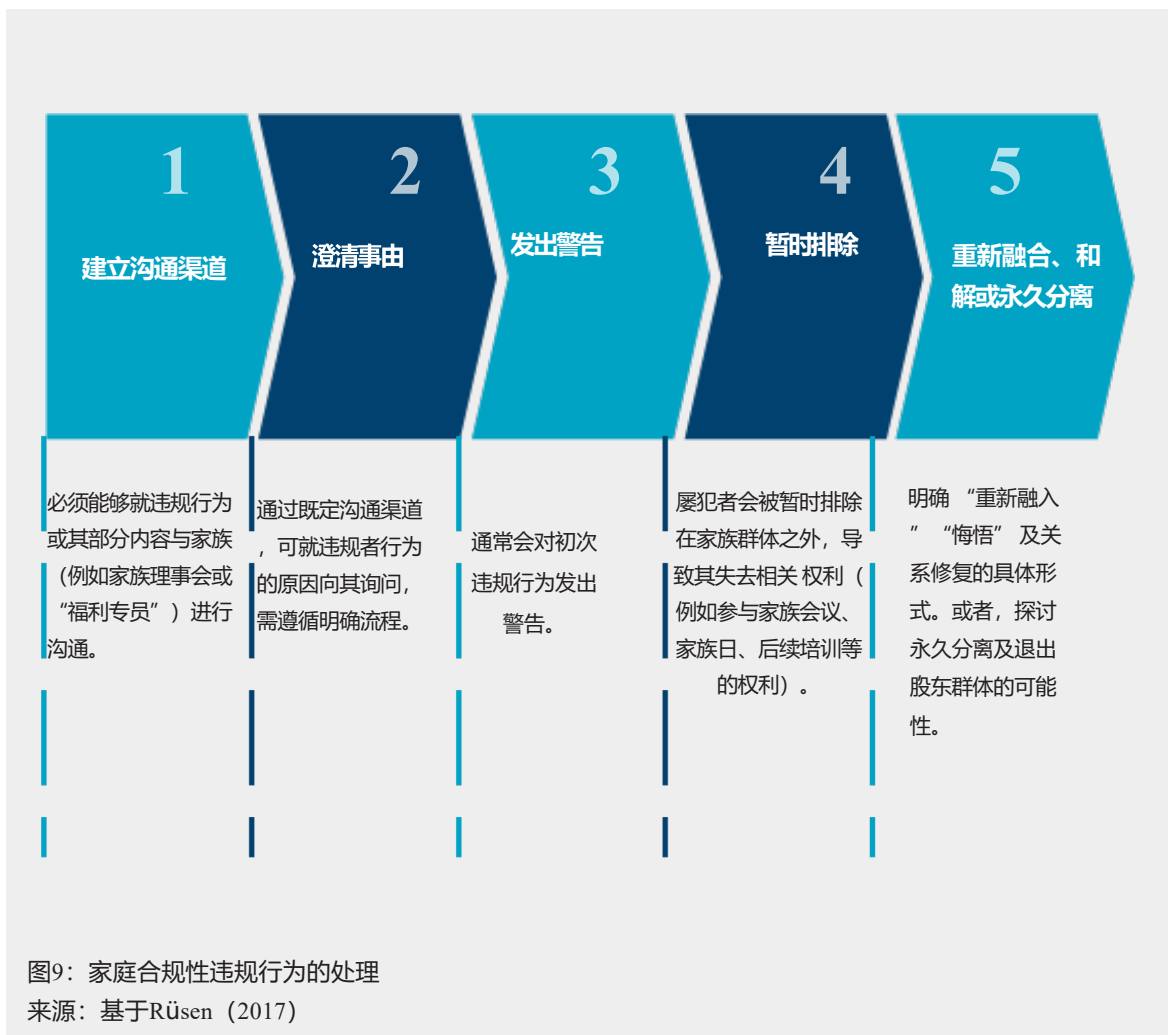 1
建立沟通渠道
2
澄清事由
3
发出警告
4
暂时排除
5
重新融合、和
解或永久分离
必须能够就违规行为
或其部分内容与家族
（例如家族理事会或
“福利专员”）进行
沟通。
通过既定沟通渠道
，可就违规者行为
的原因向其询问，
需遵循明确流程。
通常会对初次
违规行为发出
警告。
屡犯者会被暂时排除
在家族群体之外，导
致其失去相关 权利（
例如参与家族会议、
家族日、后续培训等
的权利）。
明确 “重新融入
” “悔悟” 及关
系修复的具体形
式。或者，探讨
永久分离及退出
股东群体的可能
性。
图9：家庭合规性违规行为的处理
来源：基于Rüsen（2017）